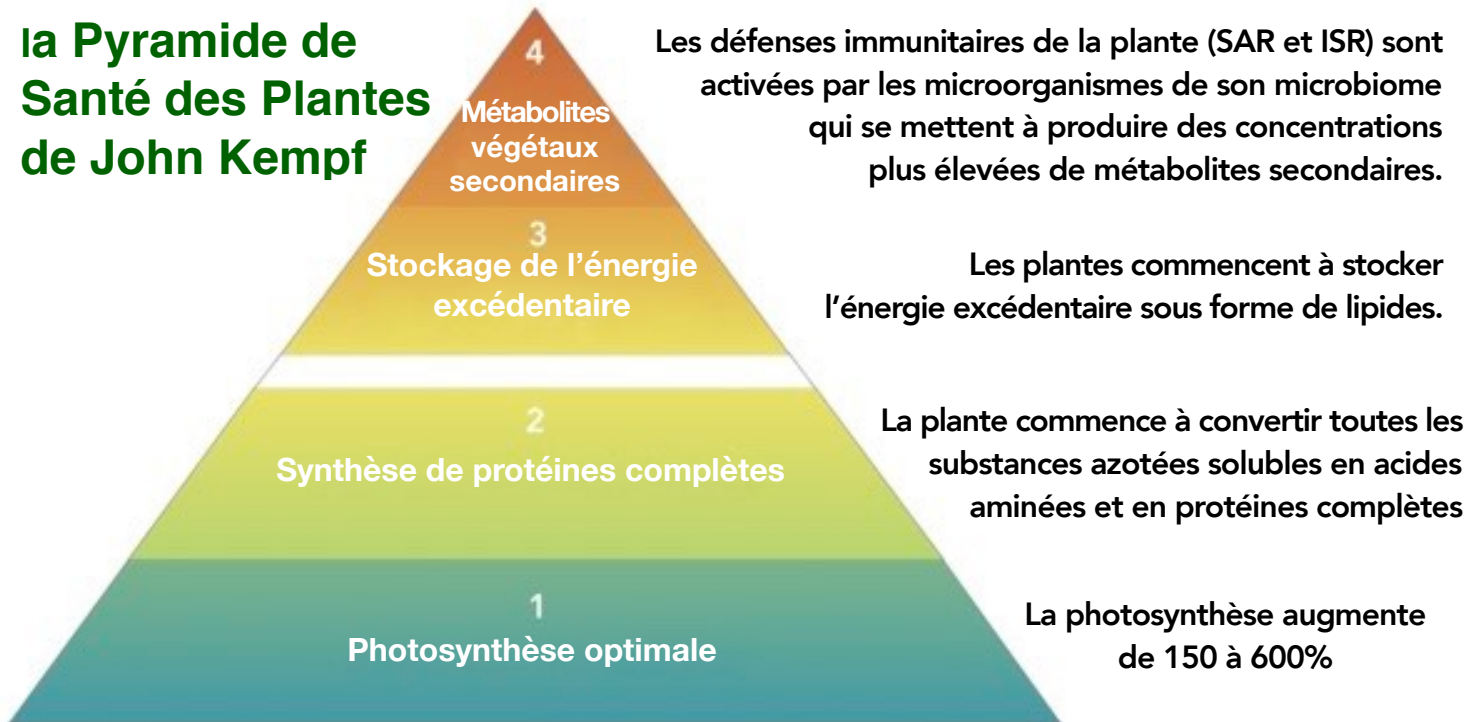 la Pyramide de
Santé des Plantes
de John Kempf
4
Métabolites
végétaux
secondaires
Les défenses immunitaires de la plante (SAR et ISR) sont
activées par les microorganismes de son microbiome
qui se mettent à produire des concentrations
plus élevées de métabolites secondaires.
3
Stockage de l’énergie
excédentaire
Les plantes commencent à stocker
l’énergie excédentaire sous forme de lipides.
2
Synthèse de protéines complètes
La plante commence à convertir toutes les
substances azotées solubles en acides
aminées et en protéines complètes
1
Photosynthèse optimale
La photosynthèse augmente
de 150 à 600%